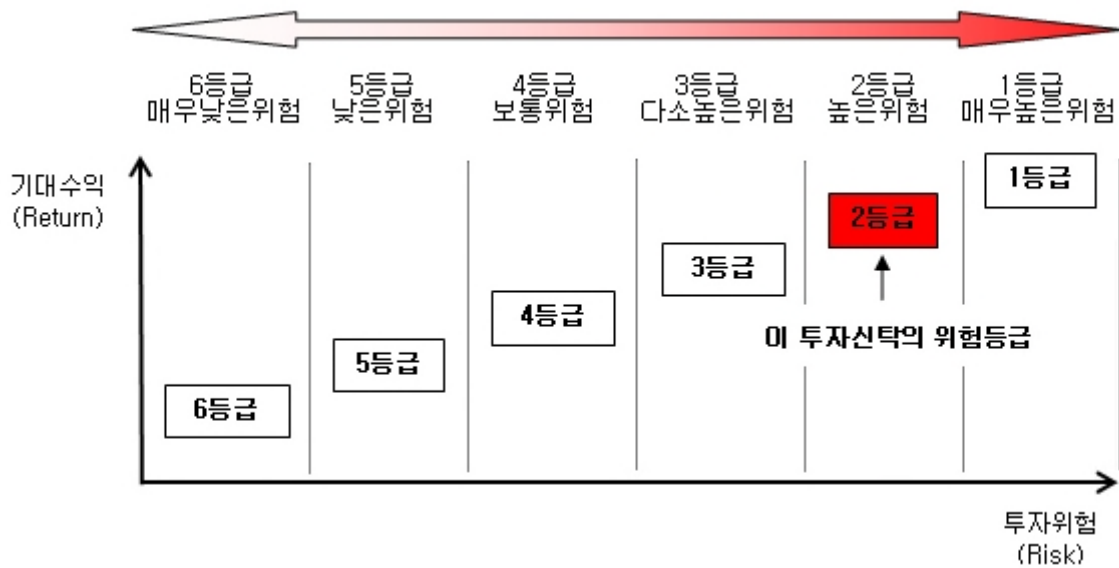 6등급
매우낮은위험
5등급
낮은위험
4등급
보통위험
3등급
다소높은위험
2등급
높은위험
1등급
매우높은위험
기대수익
(Return)
1등급
2등급
3등급
4등급
이 투자신탁의 위험등급
5등급
6등급
투자위험
(Risk)